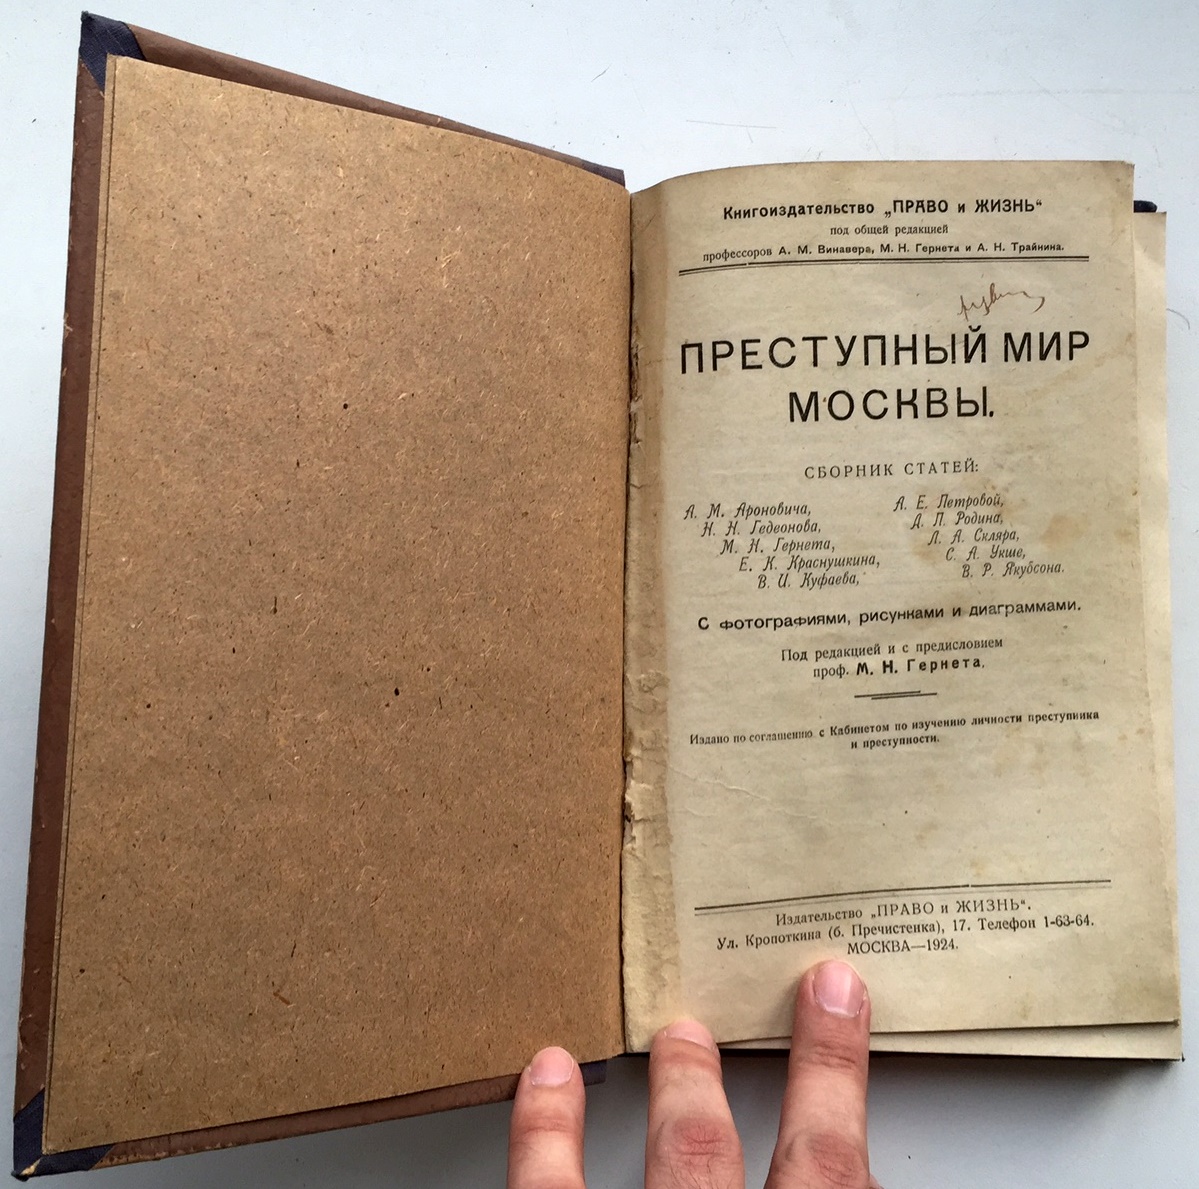 Книгоиздательство „ПРАВО и ЖИЗНЬ“
под общей редакцией
профессоров А. М. Винавера, М. Н. Гернета и А. Н. Трайнина.
ПРЕСТУПНЫЙ МИР
МОСКВЫ.
СБОРНИК СТАТЕЙ:
А. М. Ароновича,
Н. Н. Гедеонова,
М. Н. Гернета,
Е. К. Краснушкина,
В. И. Куфаева,
А. Е. Петровой,
Д. П. Родина,
Л. А. Скляра,
С. А. Укше,
В. Р. Якубсона.
С фотографиями, рисунками и диаграммами.
Под редакцией и с предисловием
проф. М. Н. Гернета.
Издано по соглашению с Кабинетом по изучению личности преступника
и преступности.
Издательство „ПРАВО и ЖИЗНЬ“.
Ул. Кропоткина (б. Пречистенка), 17. Телефон 1-63-64.
МОСКВА—1924.